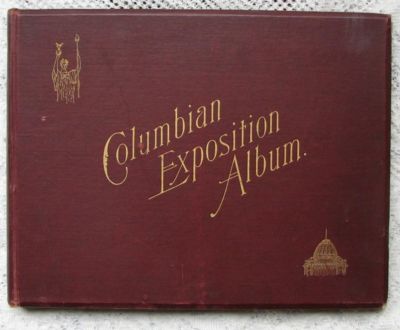 Columbian
Exposition
Album.